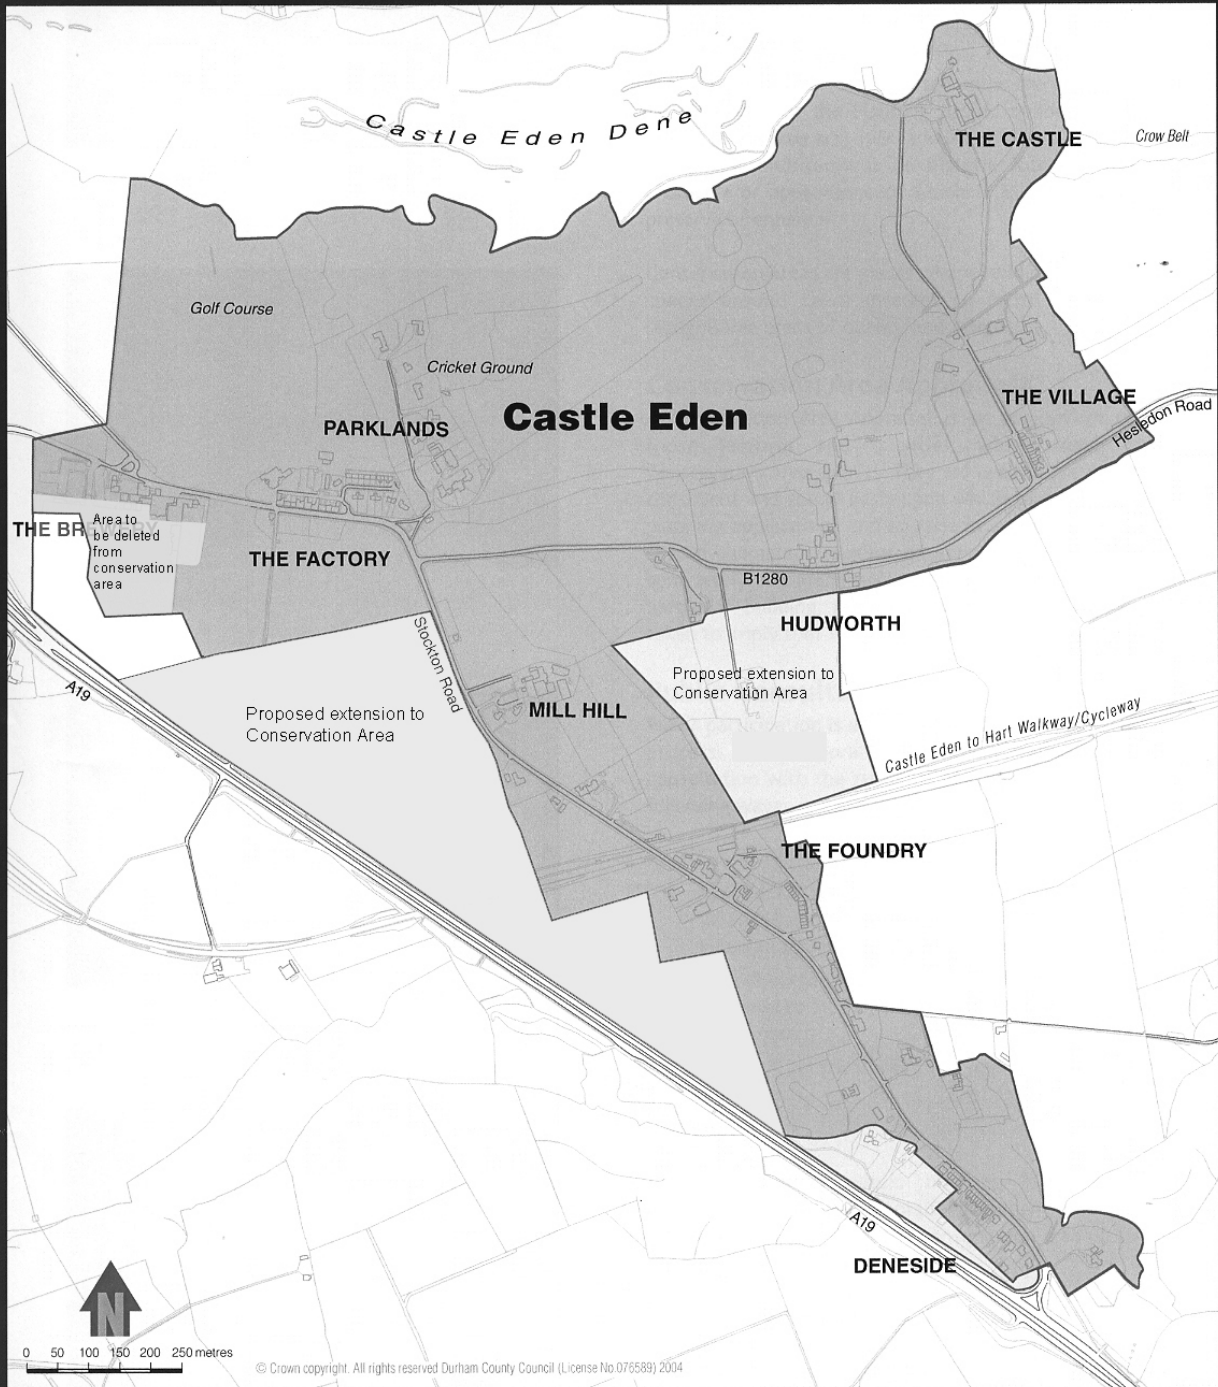 Castle Eden Dene
THE CASTLE
Crow Belt
Golf Course
Cricket Ground
THE VILLAGE
Hesledon Road
PARKLANDS
Castle Eden
THE BREWERY
Area to
be deleted
from
conservation
area
THE FACTORY
B1280
HUDWORTH
Stockton Road
Proposed extension to
Conservation Area
A19
MILL HILL
Proposed extension to
Conservation Area
Castle Eden to Hart Walkway/Cycleway
THE FOUNDRY
A19
DENESIDE
N
0 50 100 150 200 250 metres
© Crown copyright. All rights reserved Durham County Council (License No.076589) 2004